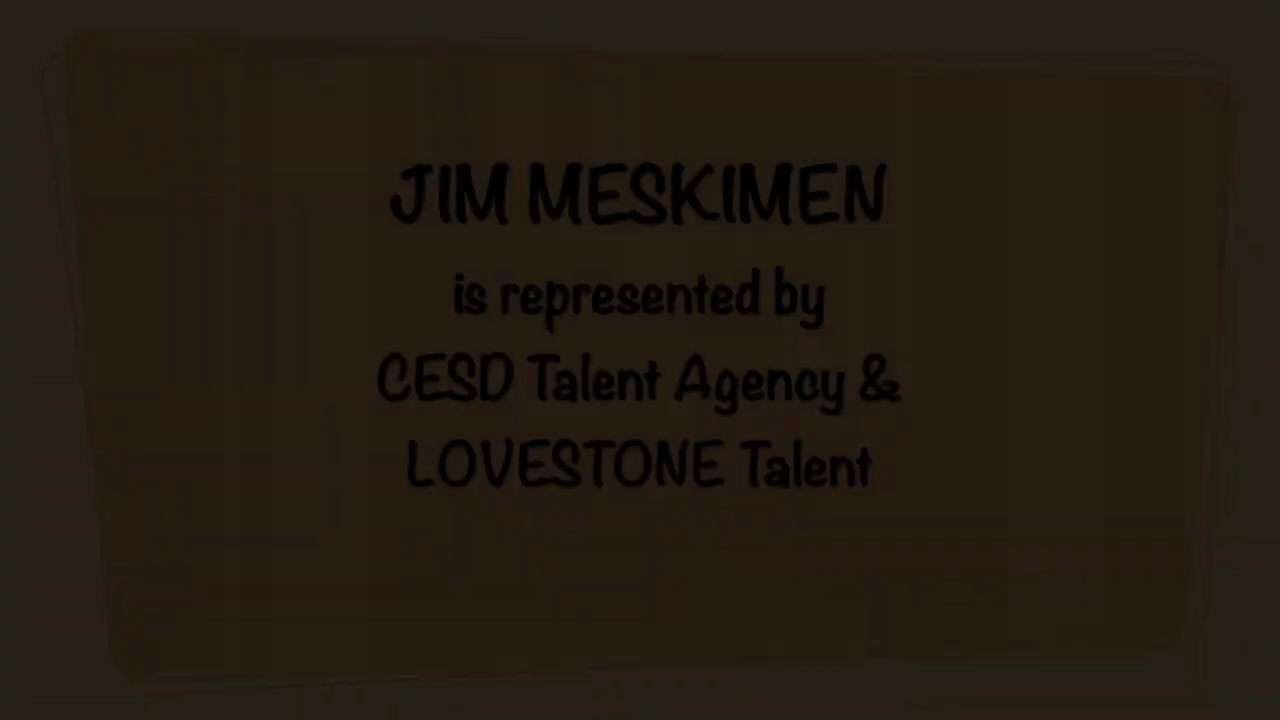 JIM MESKIMEN
is represented by
CESD Talent Agency &
LOVESTONE Talent